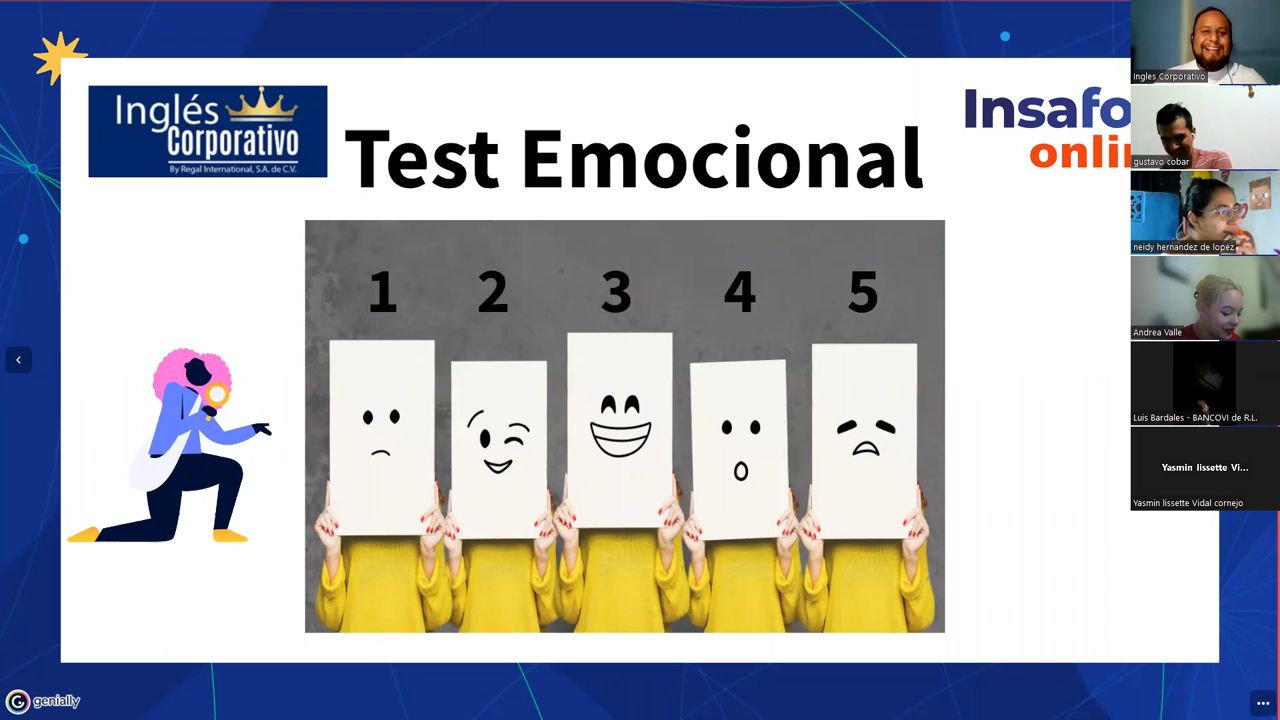 Inglés
Corporativo
By Regal International, S.A. de C.V.
Test Emocional
Insafo
onlin
1 2 3 4 5
genially
Ingles Corporativo
gustavo cobar
neidy hernandez de lopez
Andrea Valle
Luis Bardales - BANCOVI de R.L.
Yasmin lissette Vi...
Yasmin lissette Vidal cornejo